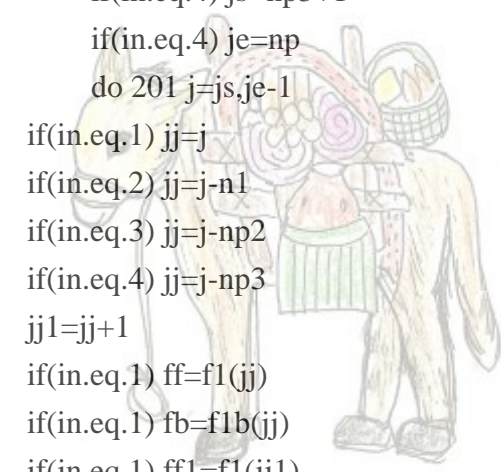 if(in.eq.4) je=np
do 201 j=js,je-1
if(in.eq.1) jj=j
if(in.eq.2) jj=j-n1
if(in.eq.3) jj=j-np2
if(in.eq.4) jj=j-np3
jj1=jj+1
if(in.eq.1) ff=f1(jj)
if(in.eq.1) fb=f1b(jj)